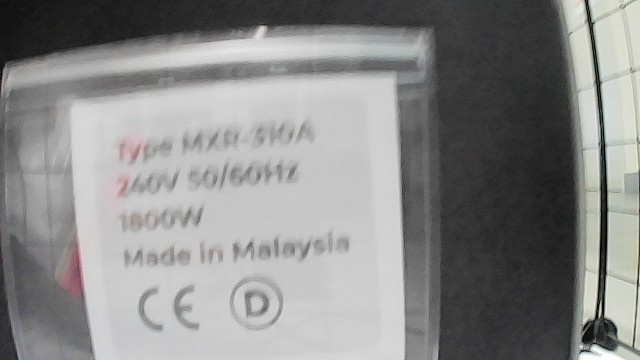 Type MXR-310A
240V 50/60Hz
1800W
Made in Malaysia
CE D